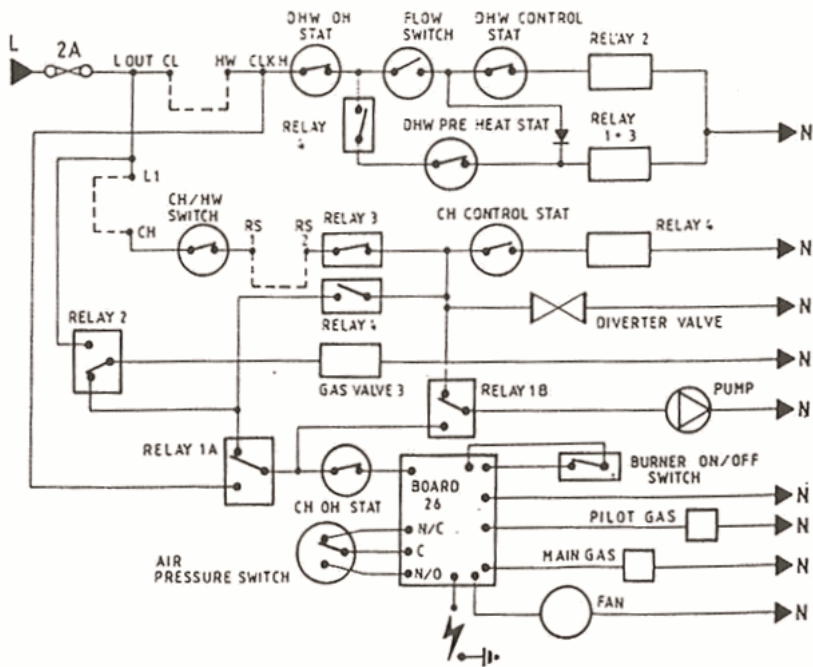 L
2A
L OUT
CL
HW
CLKH
DHW OH
STAT
FLOW
SWITCH
DHW CONTROL
STAT
RELAY 2
RELAY
4
DHW PRE HEAT STAT
RELAY
1 + 3
N
L1
CH
CH/HW
SWITCH
RS
1
RS
2
RELAY 3
CH CONTROL STAT
RELAY 4
N
RELAY 4
DIVERTER VALVE
N
RELAY 2
GAS VALVE 3
N
RELAY 1B
PUMP
N
RELAY 1A
CH OH STAT
BOARD
26
BURNER ON/OFF
SWITCH
N
PILOT GAS
N
AIR
PRESSURE SWITCH
N/C
C
N/O
MAIN GAS
N
FAN
N